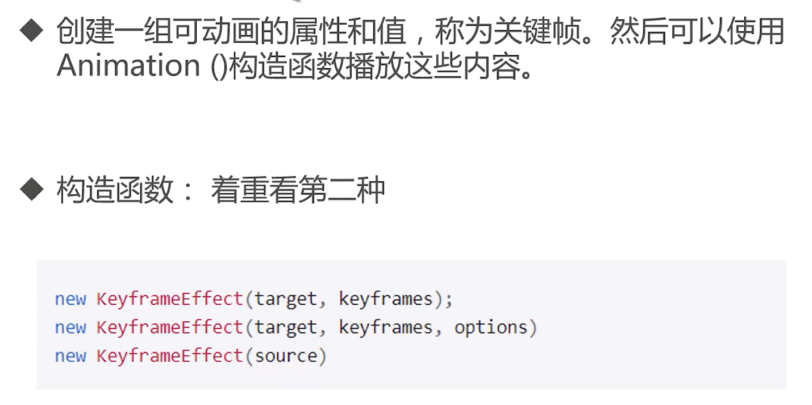 ◆ 创建一组可动画的属性和值，称为关键帧。然后可以使用
Animation ()构造函数播放这些内容。
◆ 构造函数： 着重看第二种
new KeyframeEffect(target, keyframes);
new KeyframeEffect(target, keyframes, options)
new KeyframeEffect(source)